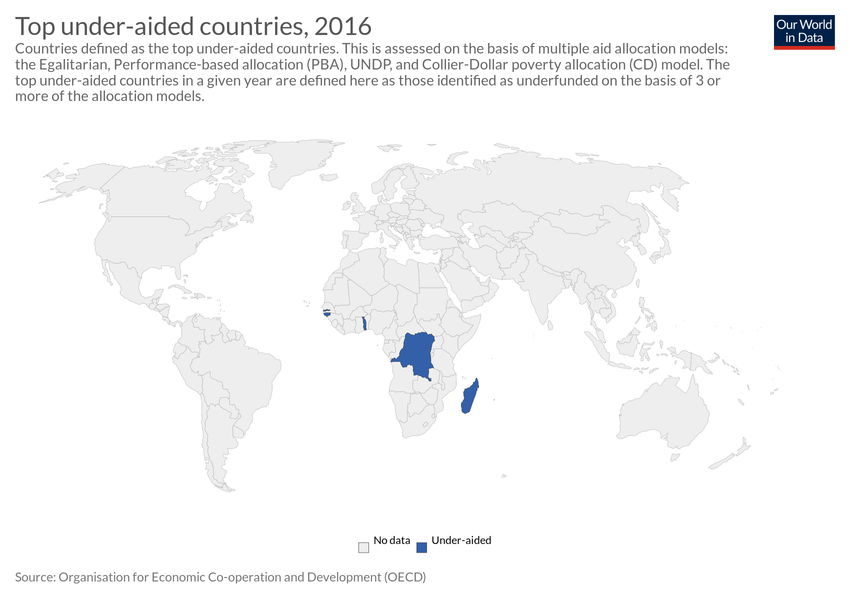 Top under-aided countries, 2016
Our World
in Data
Countries defined as the top under-aided countries. This is assessed on the basis of multiple aid allocation models:
the Egalitarian, Performance-based allocation (PBA), UNDP, and Collier-Dollar poverty allocation (CD) model. The
top under-aided countries in a given year are defined here as those identified as underfunded on the basis of 3 or
more of the allocation models.
No data
Under-aided
Source: Organisation for Economic Co-operation and Development (OECD)